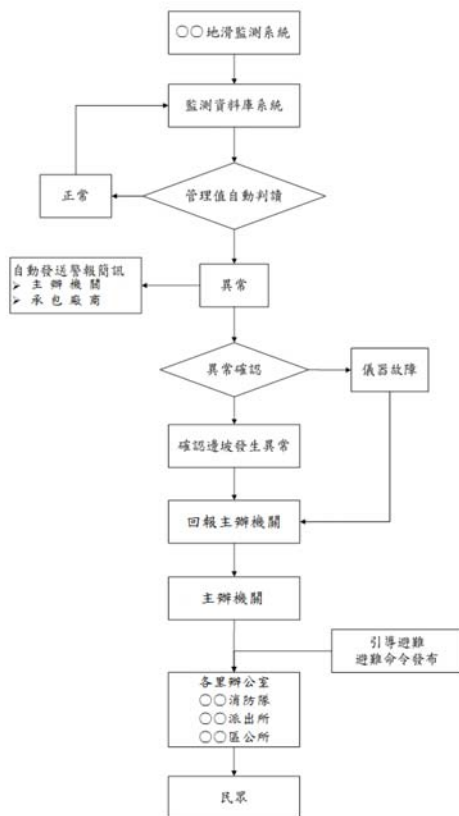 ○○地滑監測系統
監測資料庫系統
正常
管理值自動判讀
自動發送警報簡訊
➢ 主辦機關
➢ 承包廠商
異常
異常確認
儀器故障
確認邊坡發生異常
回報主辦機關
主辦機關
引導避難
避難命令發布
各里辦公室
○○消防隊
○○派出所
○○區公所
民眾